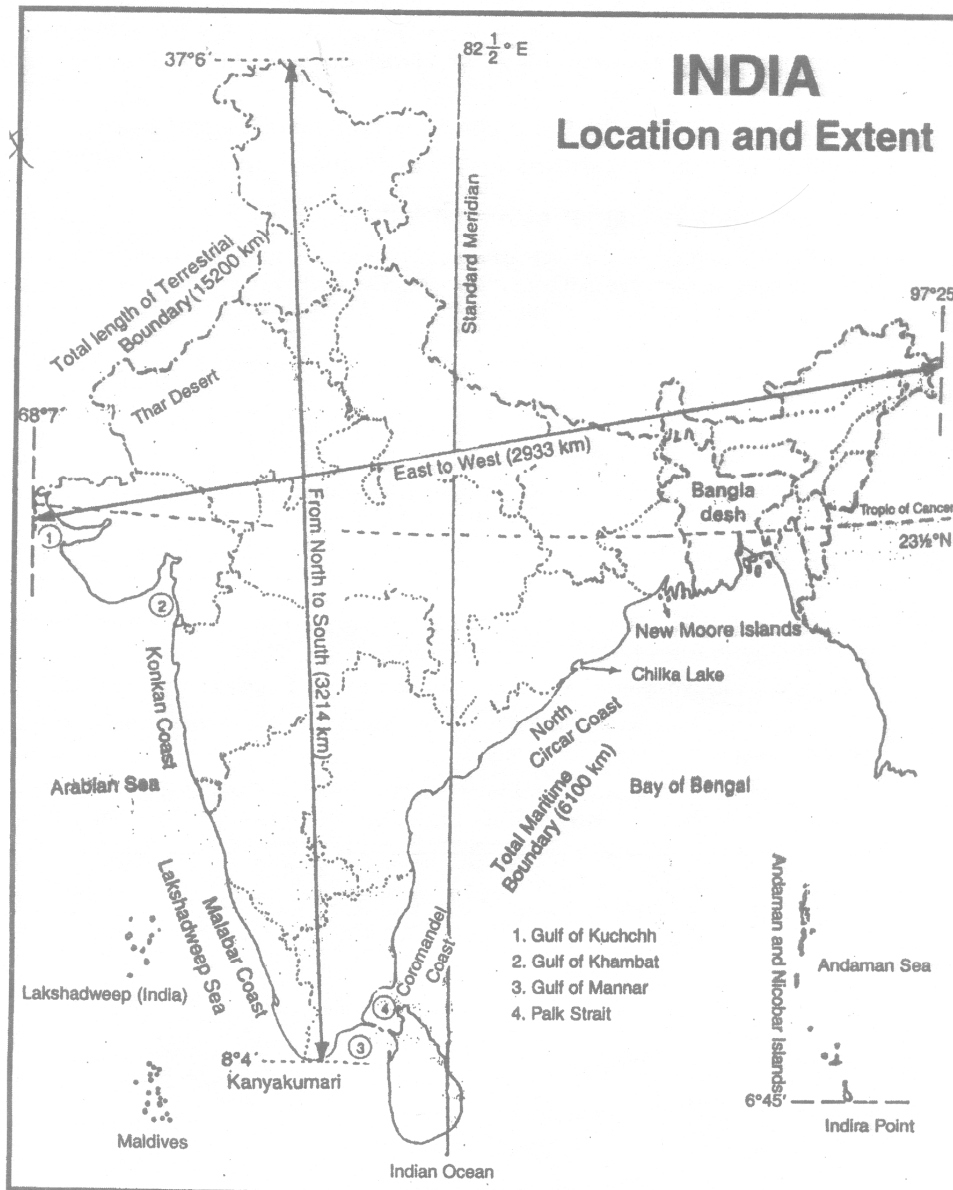 INDIA
Location and Extent
37°6′
82 1/2° E
Standard Meridian
Total length of Terrestrial
Boundary (15200 km)
Thar Desert
68°7′
97°25
East to West (2933 km)
From North to South (3214 km)
Bangla
desh
Tropic of Cancer
23½°N
1
2
New Moore Islands
Chilka Lake
Konkan Coast
North
Circar Coast
Total Maritime
Boundary (6100 km)
Arabian Sea
Bay of Bengal
Malabar Coast
Lakshadweep Sea
Coromandel
Coast
Lakshadweep (India)
1. Gulf of Kuchchh
2. Gulf of Khambat
3. Gulf of Mannar
4. Palk Strait
Andaman and Nicobar Islands
Andaman Sea
4
3
8°4′
Kanyakumari
6°45′
Indira Point
Maldives
Indian Ocean